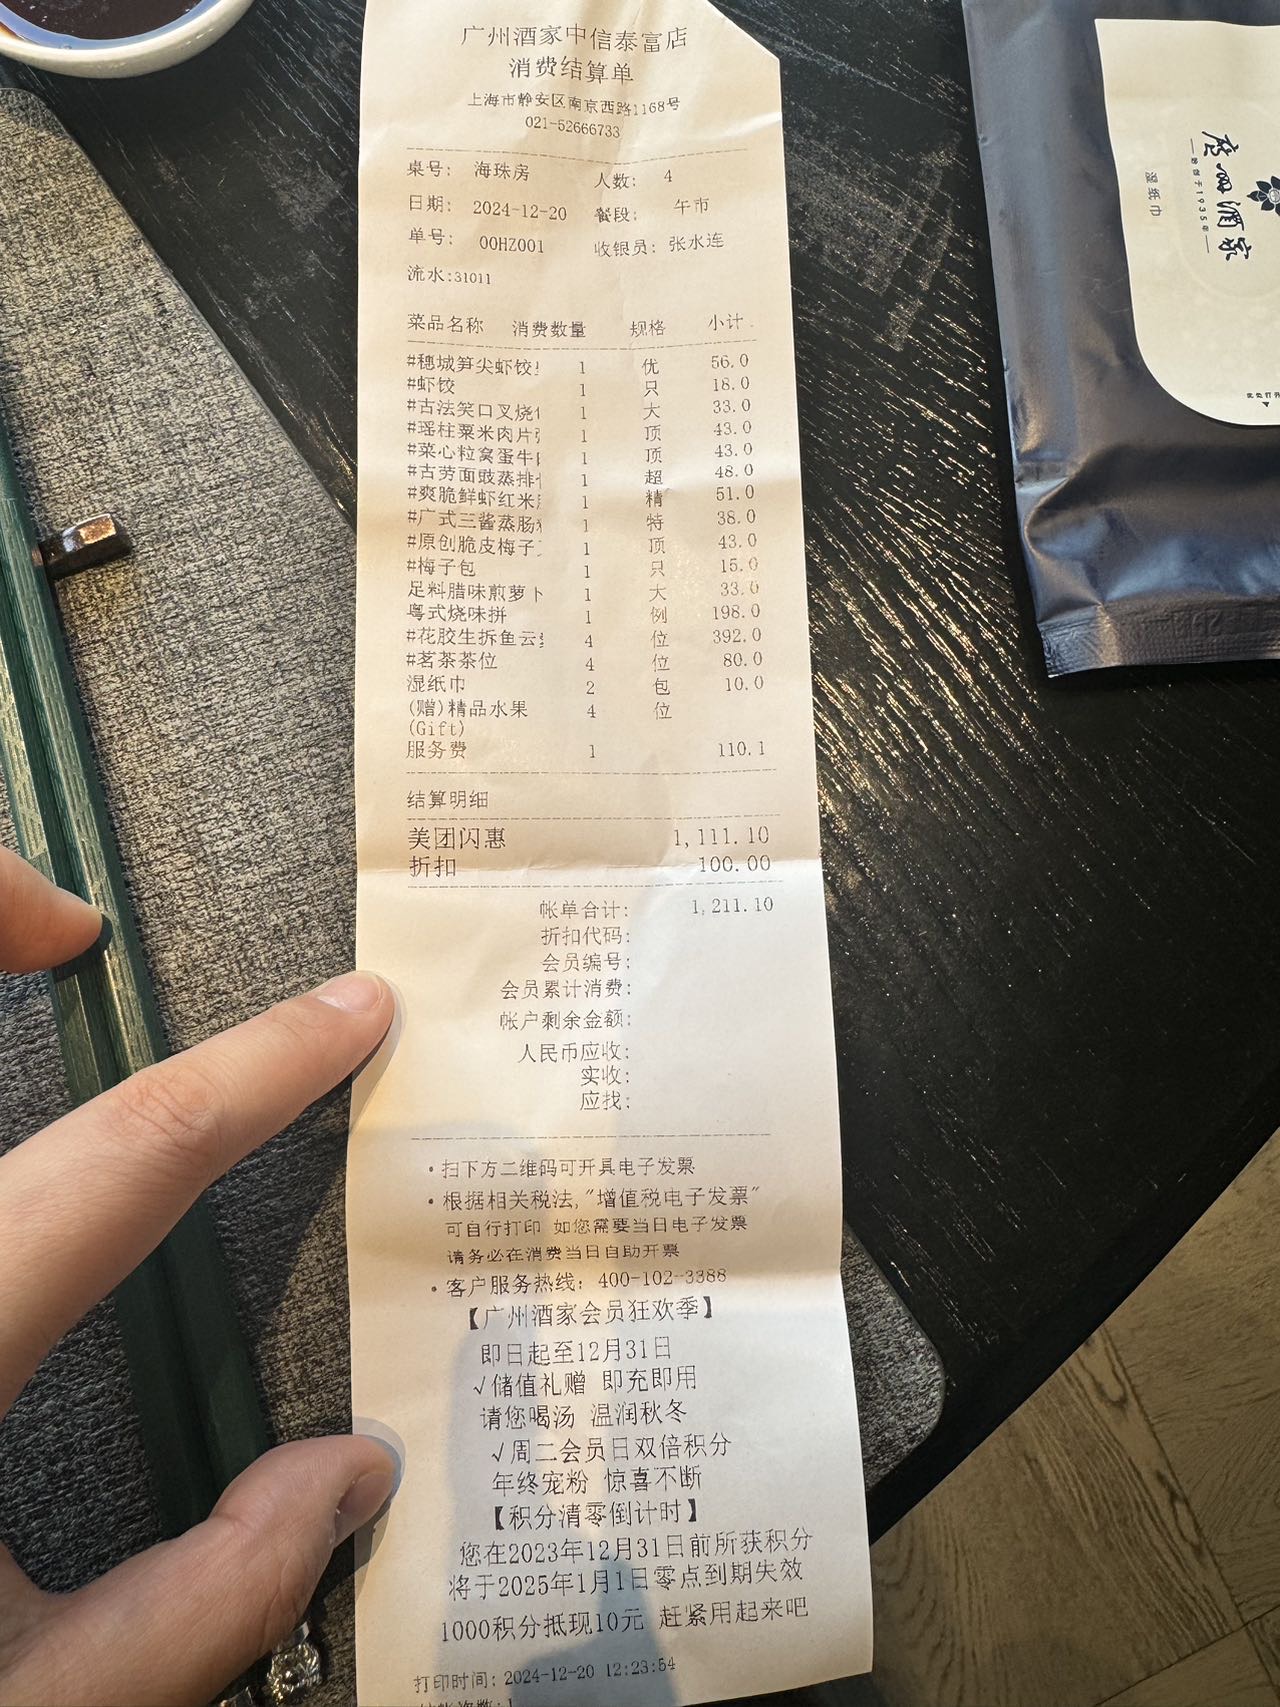 广州酒家中信泰富店
消费结算单
上海市静安区南京西路1168号
021-52666733
桌号: 海珠房 人数: 4
日期: 2024-12-20 餐段: 午市
单号: 00HZ001 收银员: 张水连
流水:31011
菜品名称 消费数量 规格 小计
#穗城笋尖虾饺 1 优 56.0
#虾饺 1 只 18.0
#古法笑口叉烧 1 大 33.0
#瑶柱粟米肉片 1 顶 43.0
#菜心粒窝蛋牛 1 顶 43.0
#古劳面豉蒸排 1 超 48.0
#爽脆鲜虾红米 1 精 51.0
#广式三酱蒸肠 1 特 38.0
#原创脆皮梅子 1 顶 43.0
#梅子包 1 只 15.0
足料腊味煎萝卜 1 大 33.0
粤式烧味拼 1 例 198.0
#花胶生拆鱼云 4 位 392.0
#茗茶茶位 4 位 80.0
湿纸巾 2 包 10.0
(赠)精品水果 4 位
(Gift)
服务费 1 110.1
结算明细
美团闪惠 1,111.10
折扣 100.00
帐单合计: 1,211.10
折扣代码:
会员编号:
会员累计消费:
帐户剩余金额:
人民币应收:
实收:
应找:
·扫下方二维码可开具电子发票
·根据相关税法,"增值税电子发票"
可自行打印 如您需要当日电子发票
请务必在消费当日自助开票
·客户服务热线: 400-102-3388
【广州酒家会员狂欢季】
即日起至12月31日
√储值礼赠 即充即用
请您喝汤 温润秋冬
√周二会员日双倍积分
年终宠粉 惊喜不断
【积分清零倒计时】
您在2023年12月31日前所获积分
将于2025年1月1日零点到期失效
1000积分抵现10元 赶紧用起来吧
打印时间: 2024-12-20 12:23:54
广州酒家
始创于1935年
湿纸巾